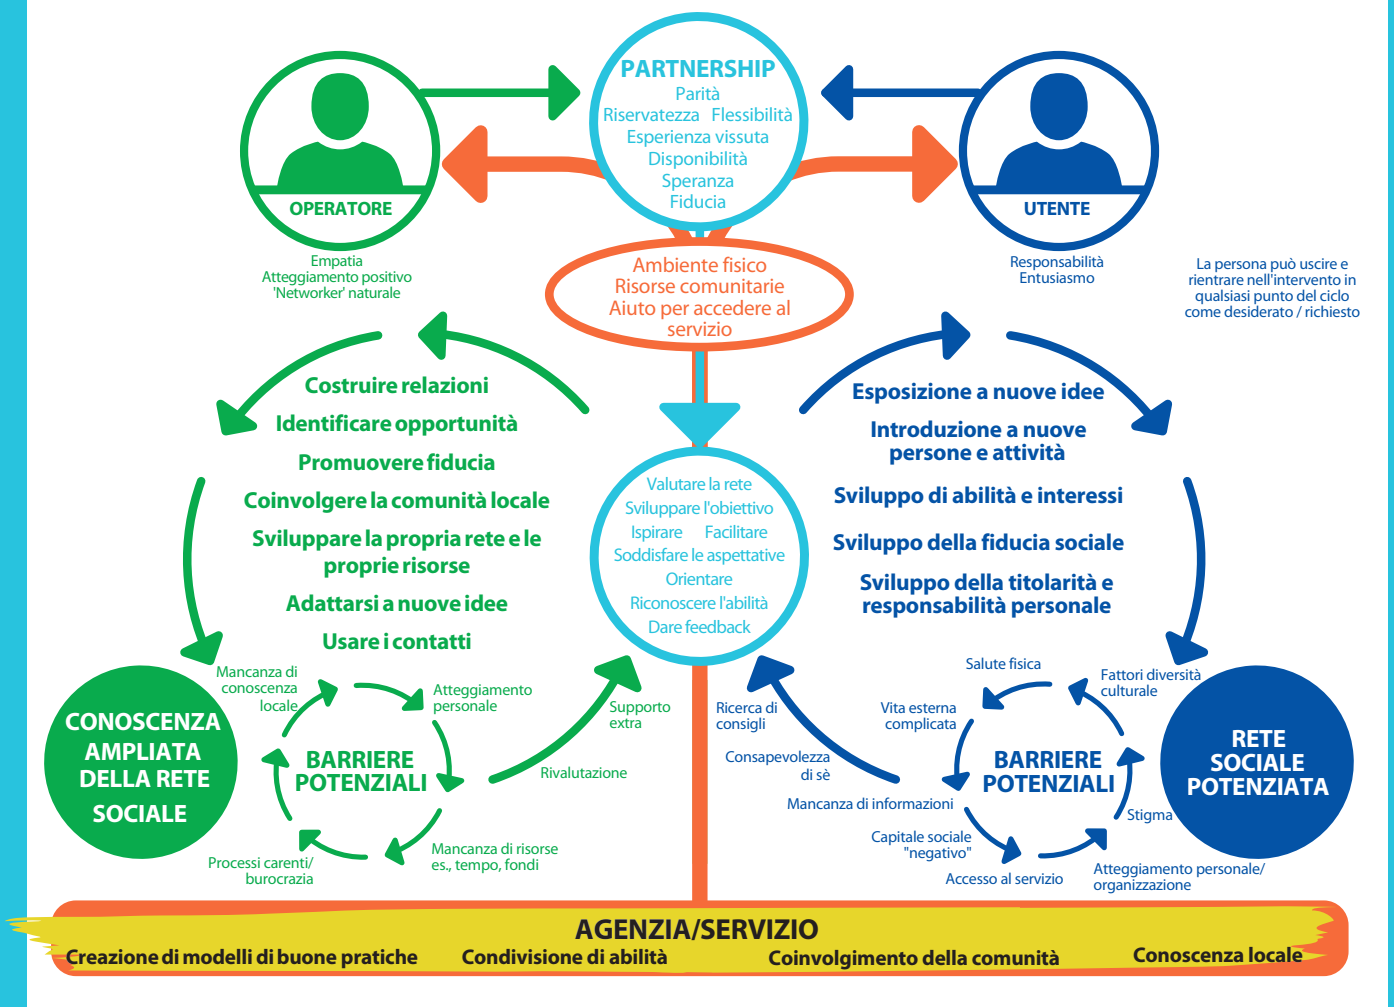 PARTNERSHIP
Parità
Riservatezza Flessibilità
Esperienza vissuta
Disponibilità
Speranza
Fiducia
OPERATORE
Empatia
Atteggiamento positivo
'Networker' naturale
UTENTE
Responsabilità
Entusiasmo
La persona può uscire e
rientrare nell'intervento in
qualsiasi punto del ciclo
come desiderato / richiesto
Ambiente fisico
Risorse comunitarie
Aiuto per accedere al
servizio
Costruire relazioni
Identificare opportunità
Promuovere fiducia
Coinvolgere la comunità locale
Sviluppare la propria rete e le
proprie risorse
Adattarsi a nuove idee
Usare i contatti
Valutare la rete
Sviluppare l'obiettivo
Ispirare Facilitare
Soddisfare le aspettative
Orientare
Riconoscere l'abilità
Dare feedback
Esposizione a nuove idee
Introduzione a nuove
persone e attività
Sviluppo di abilità e interessi
Sviluppo della fiducia sociale
Sviluppo della titolarità e
responsabilità personale
CONOSCENZA
AMPLIATA
DELLA RETE
SOCIALE
Mancanza di
conoscenza
locale
Atteggiamento
personale
BARRIERE
POTENZIALI
Mancanza di risorse
es., tempo, fondi
Processi carenti/
burocrazia
Supporto
extra
Rivalutazione
Ricerca di
consigli
Consapevolezza
di sè
Salute fisica
Fattori diversità
culturale
Vita esterna
complicata
BARRIERE
POTENZIALI
Mancanza di informazioni
Stigma
Capitale sociale
"negativo"
Accesso al servizio
Atteggiamento personale/
organizzazione
RETE
SOCIALE
POTENZIATA
AGENZIA/SERVIZIO
Creazione di modelli di buone pratiche
Condivisione di abilità
Coinvolgimento della comunità
Conoscenza locale